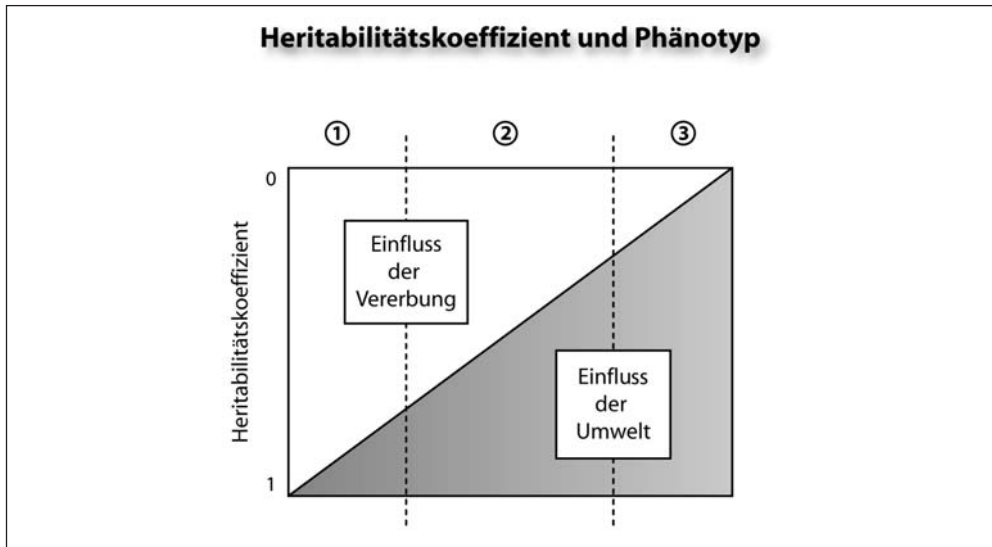 Heritabilitätskoeffizient und Phänotyp
① ② ③
0
Heritabilitätskoeffizient
Einfluss
der
Vererbung
Einfluss
der
Umwelt
1